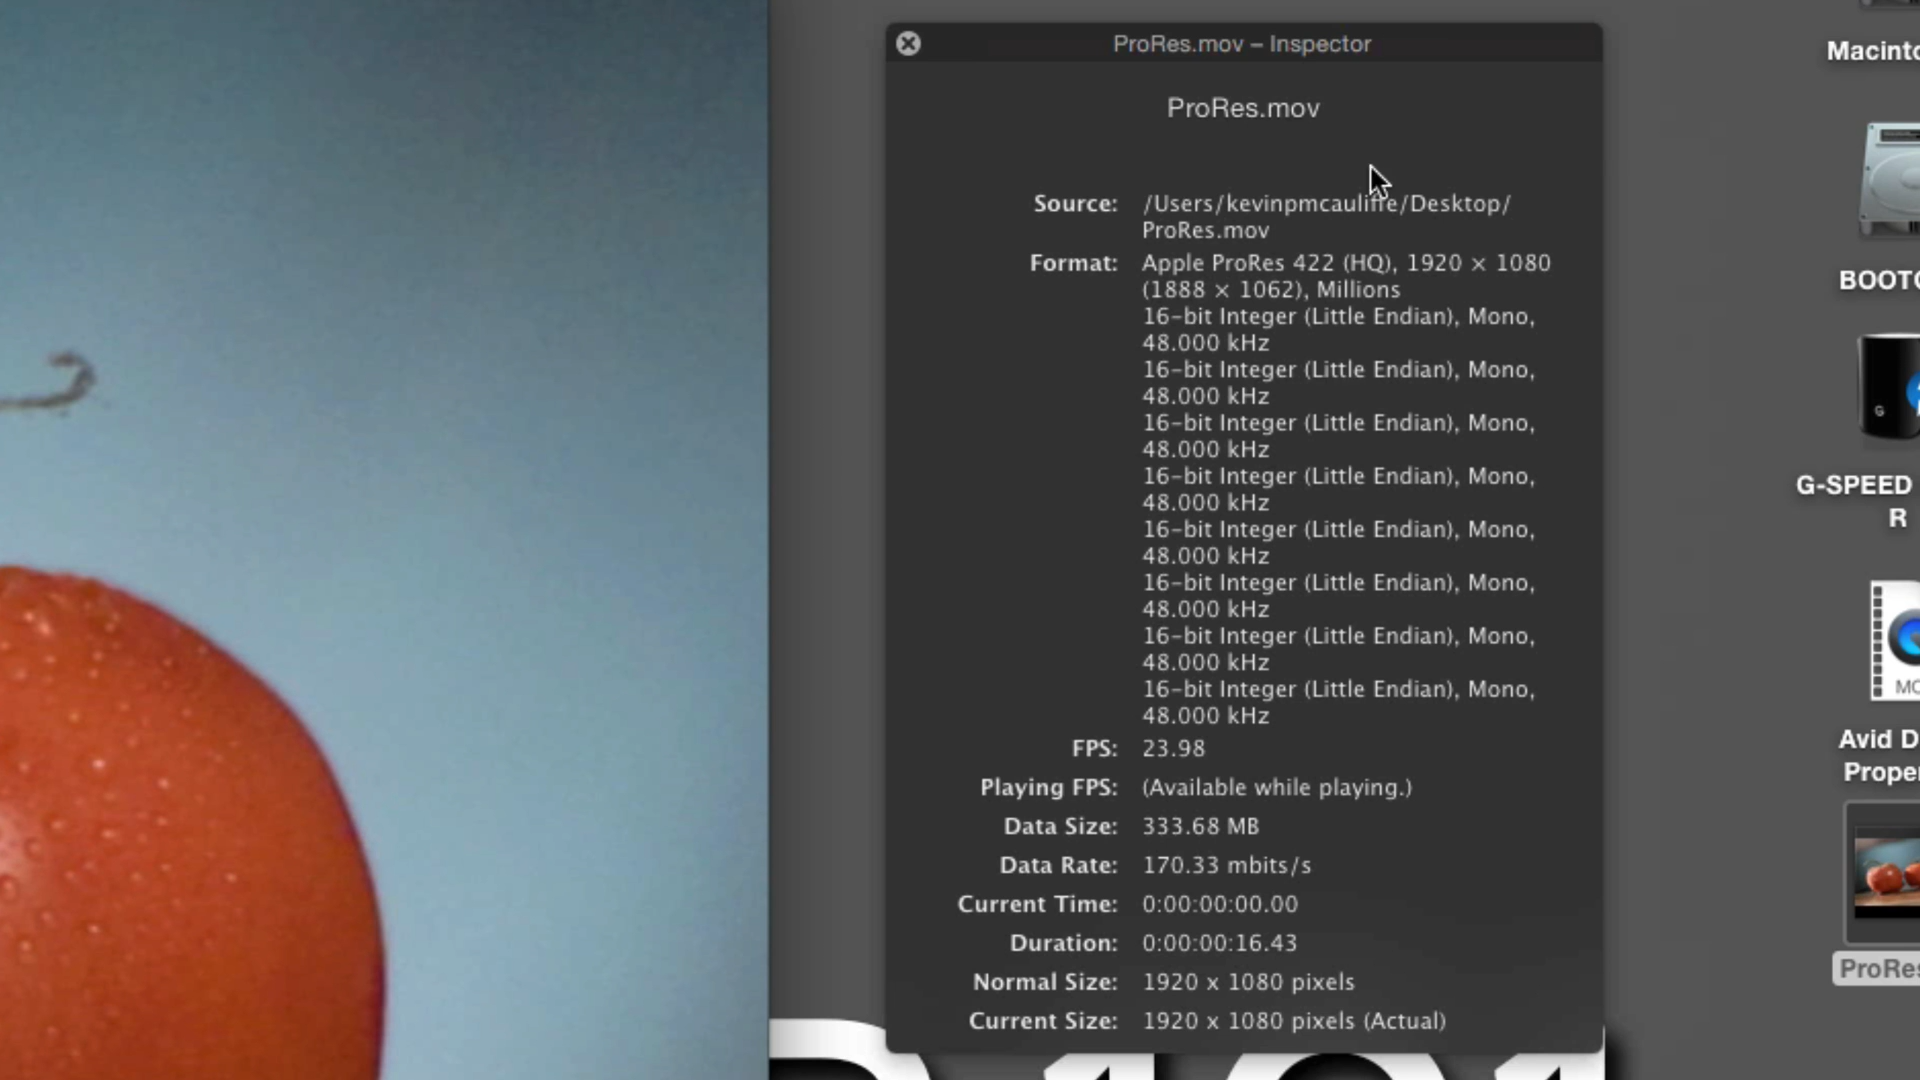 ProRes.mov – Inspector
ProRes.mov
Source: /Users/kevinpmcauliffe/Desktop/
ProRes.mov
Format: Apple ProRes 422 (HQ), 1920 × 1080
(1888 × 1062), Millions
16-bit Integer (Little Endian), Mono,
48.000 kHz
16-bit Integer (Little Endian), Mono,
48.000 kHz
16-bit Integer (Little Endian), Mono,
48.000 kHz
16-bit Integer (Little Endian), Mono,
48.000 kHz
16-bit Integer (Little Endian), Mono,
48.000 kHz
16-bit Integer (Little Endian), Mono,
48.000 kHz
16-bit Integer (Little Endian), Mono,
48.000 kHz
16-bit Integer (Little Endian), Mono,
48.000 kHz
FPS: 23.98
Playing FPS: (Available while playing.)
Data Size: 333.68 MB
Data Rate: 170.33 mbits/s
Current Time: 0:00:00:00.00
Duration: 0:00:00:16.43
Normal Size: 1920 x 1080 pixels
Current Size: 1920 x 1080 pixels (Actual)
G-SPEED
R
G
Avid